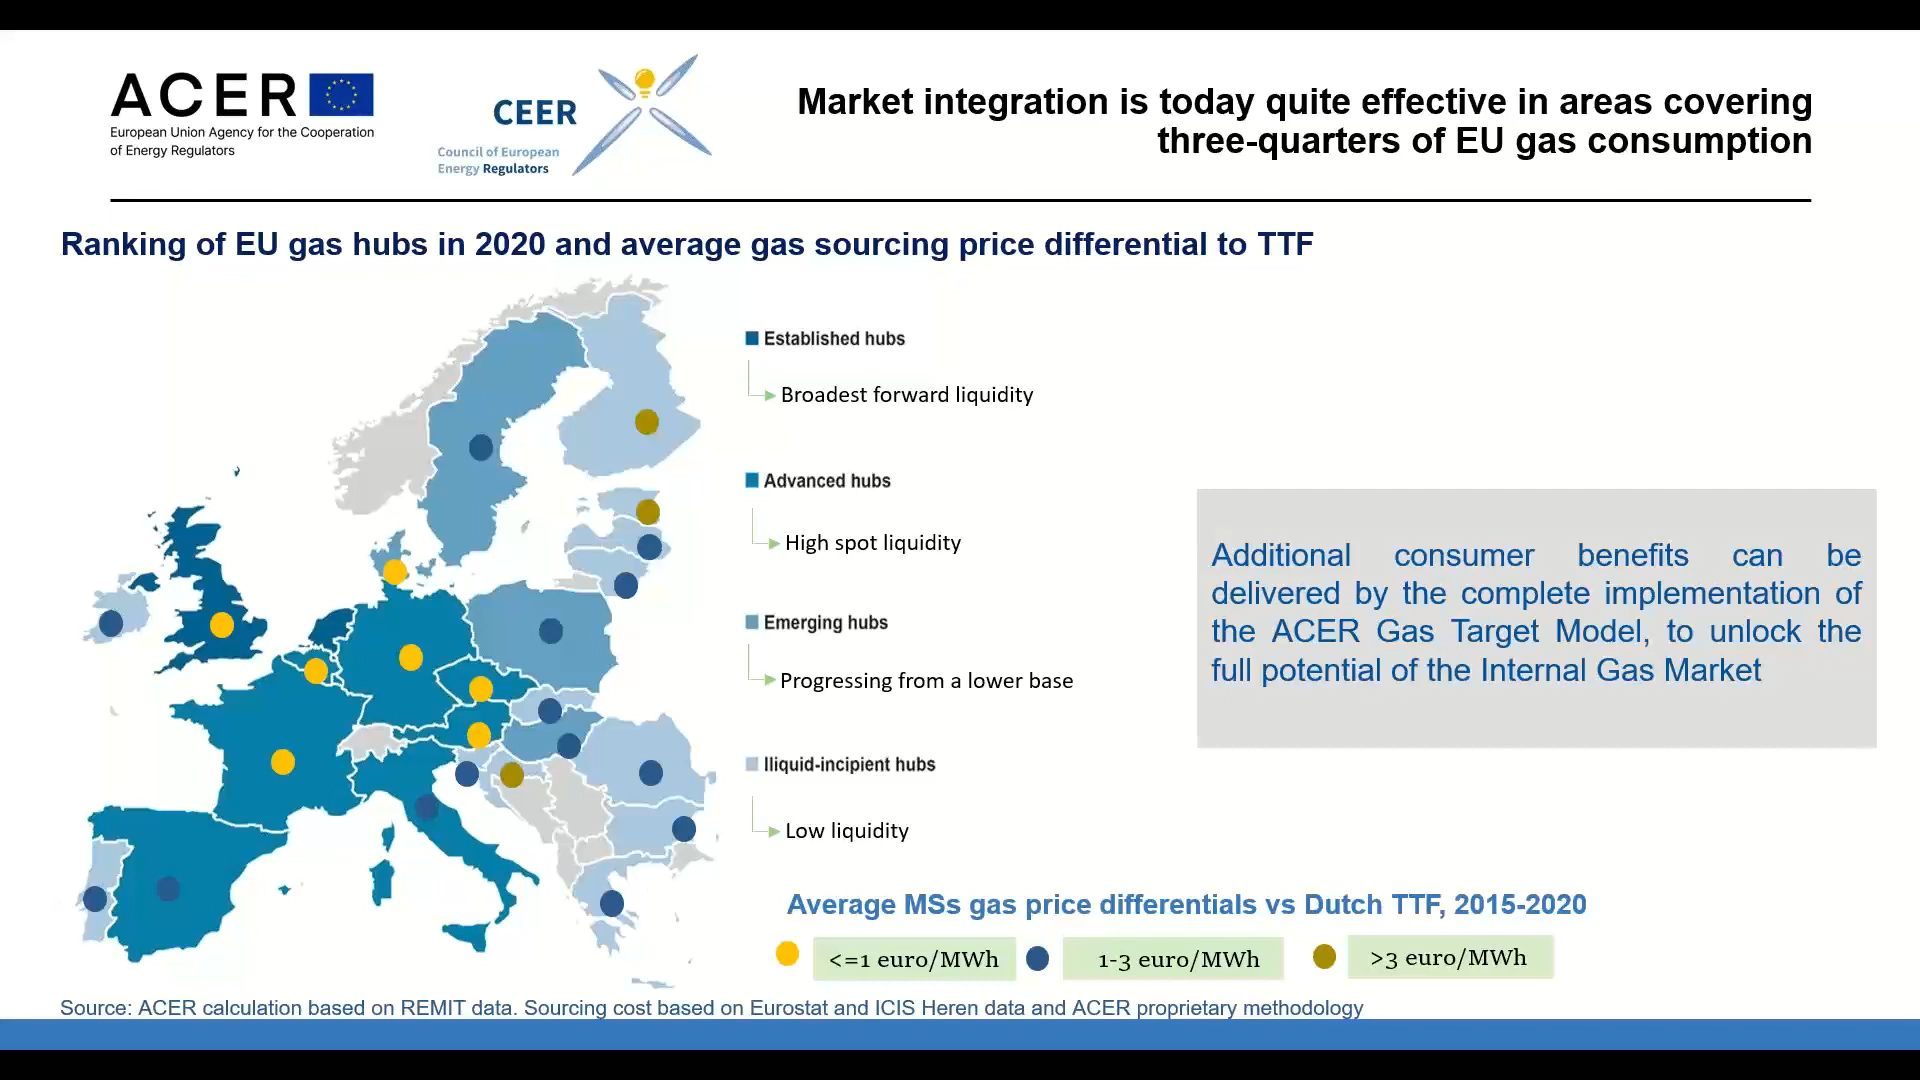 ACER
European Union Agency for the Cooperation
of Energy Regulators
CEER
Council of European
Energy Regulators
Market integration is today quite effective in areas covering
three-quarters of EU gas consumption
Ranking of EU gas hubs in 2020 and average gas sourcing price differential to TTF
Established hubs
Broadest forward liquidity
Advanced hubs
High spot liquidity
Emerging hubs
Progressing from a lower base
Iliquid-incipient hubs
Low liquidity
Additional consumer benefits can be
delivered by the complete implementation of
the ACER Gas Target Model, to unlock the
full potential of the Internal Gas Market
Average MSs gas price differentials vs Dutch TTF, 2015-2020
<=1 euro/MWh
1-3 euro/MWh
>3 euro/MWh
Source: ACER calculation based on REMIT data. Sourcing cost based on Eurostat and ICIS Heren data and ACER proprietary methodology